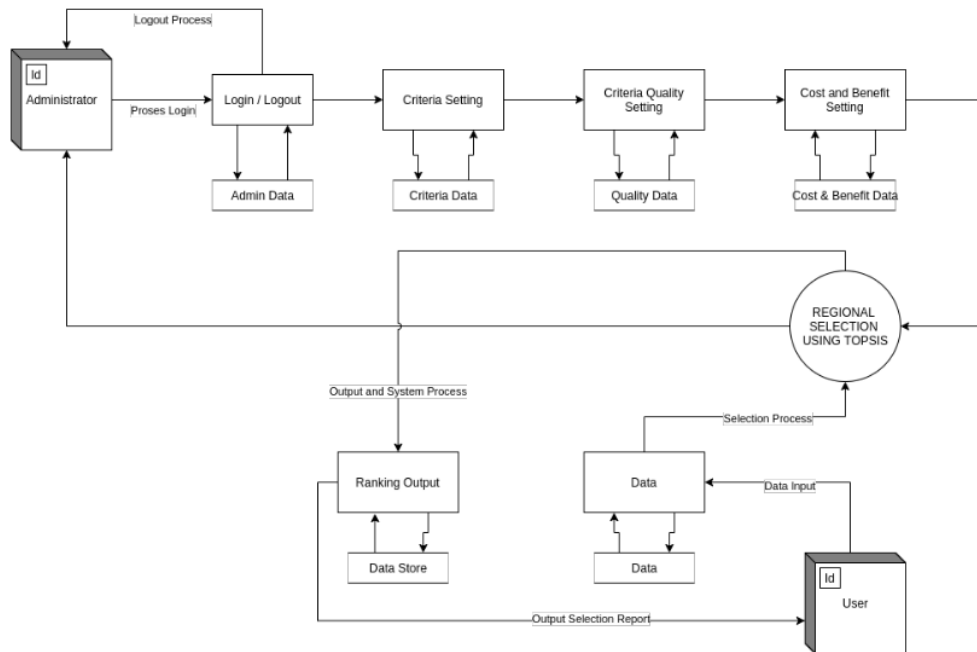 Logout Process
Id
Administrator
Proses Login
Login / Logout
Criteria Setting
Criteria Quality
Setting
Cost and Benefit
Setting
Admin Data
Criteria Data
Quality Data
Cost & Benefit Data
REGIONAL
SELECTION
USING TOPSIS
Output and System Process
Selection Process
Ranking Output
Data
Data Input
Data Store
Data
Id
User
Output Selection Report